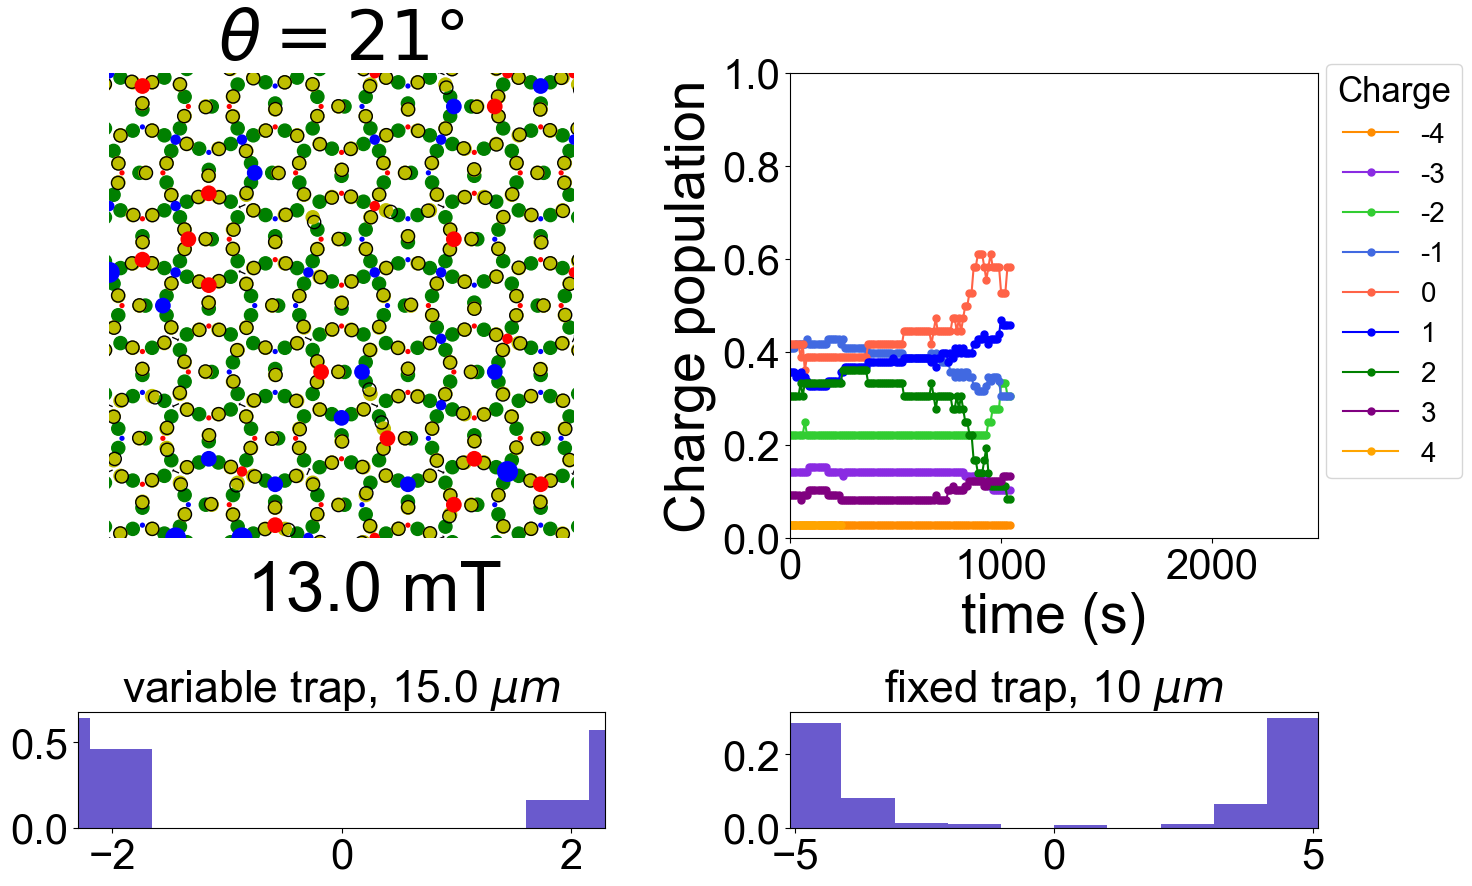 θ = 21°
13.0 mT
Charge population
1.0
0.8
0.6
0.4
0.2
0.0
0 1000 2000
time (s)
Charge
-4
-3
-2
-1
0
1
2
3
4
variable trap, 15.0 μm
0.5
0.0
−2 0 2
fixed trap, 10 μm
0.2
0.0
−5 0 5